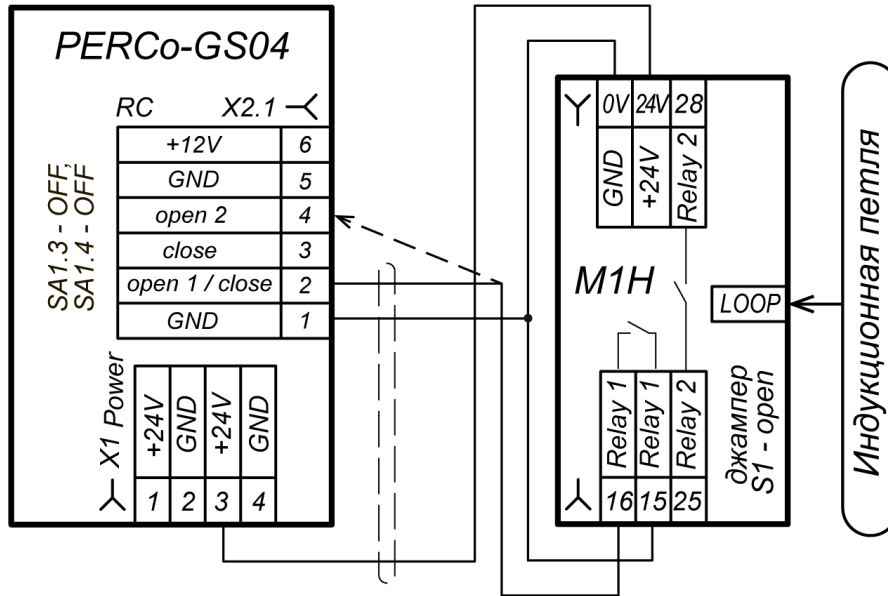 PERCo-GS04
RC X2.1
+12V 6
GND 5
open 2 4
close 3
open 1 / close 2
GND 1
SA1.3 - OFF,
SA1.4 - OFF
X1 Power
+24V GND +24V GND
1 2 3 4
0V 24V 28
GND +24V Relay 2
M1H
LOOP
Relay 1 Relay 1 Relay 2
16 15 25
джампер
S1 - open
Индукционная петля